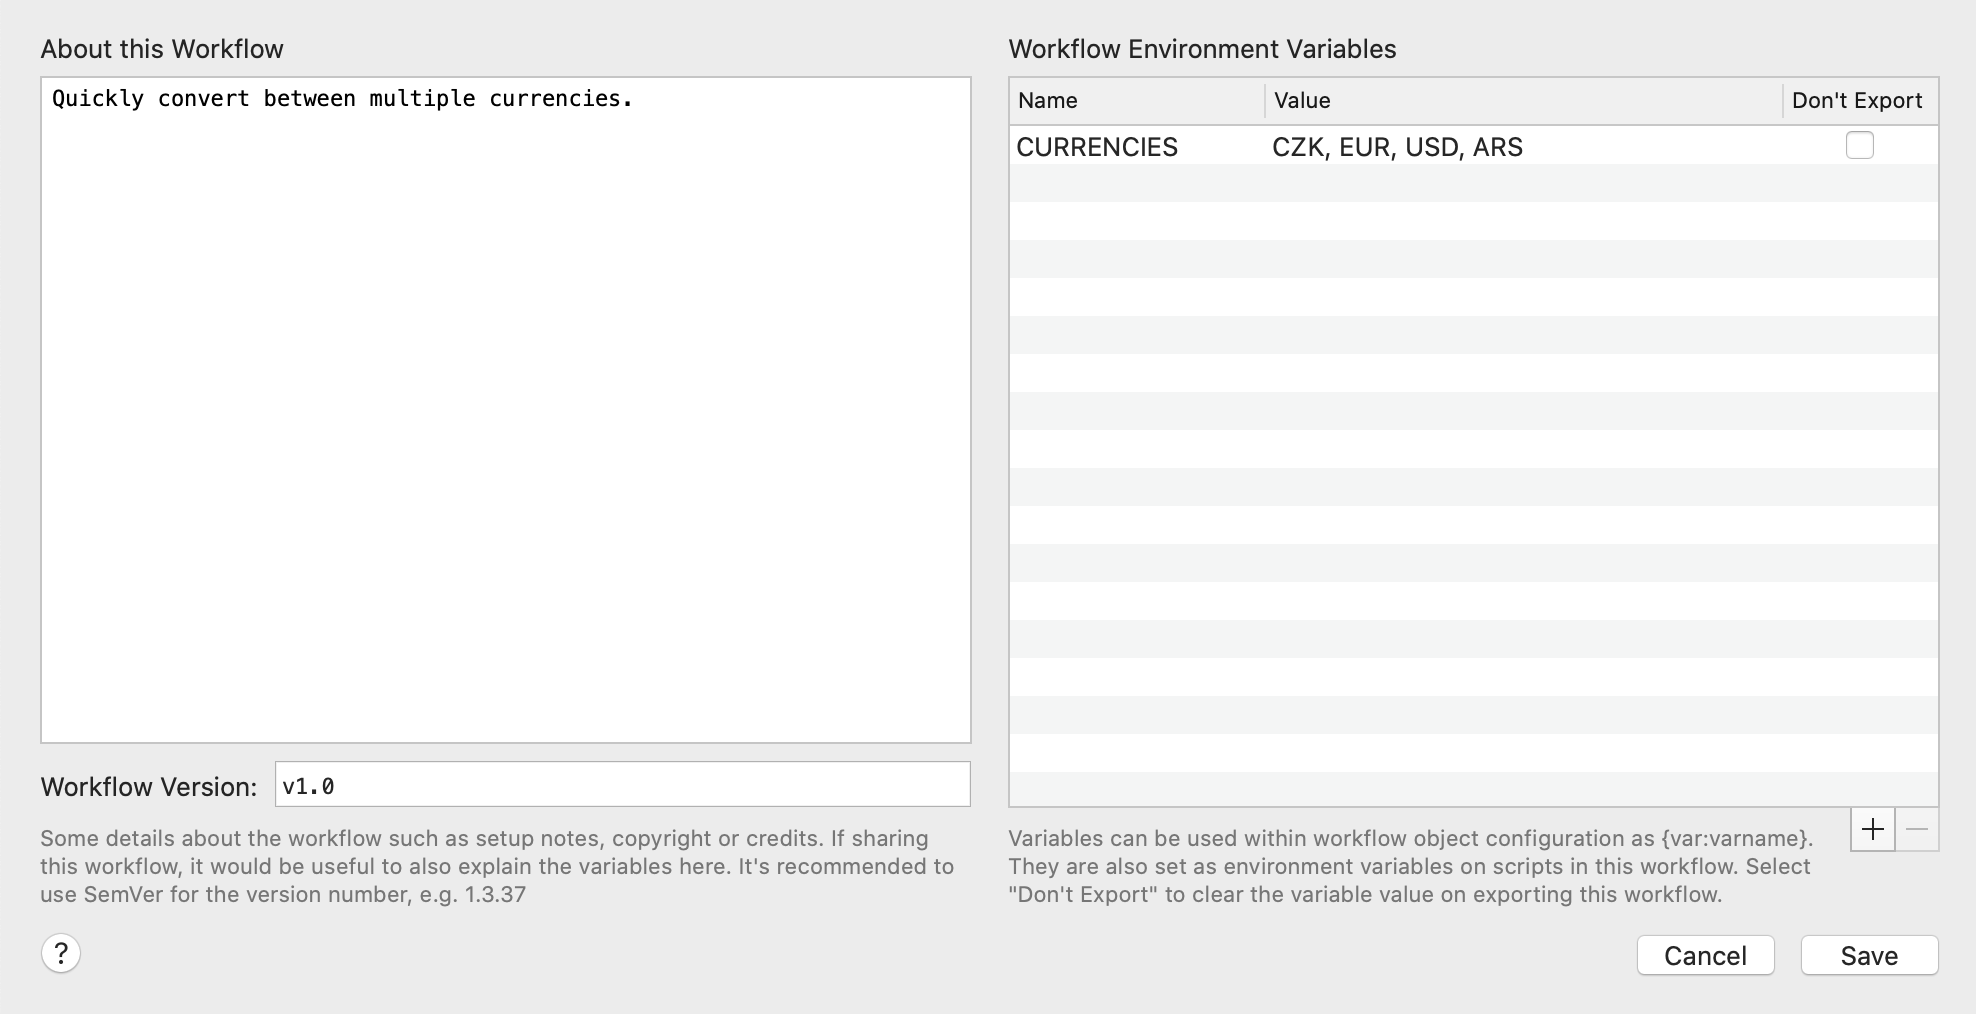 About this Workflow
Quickly convert between multiple currencies.
Workflow Version: v1.0
Some details about the workflow such as setup notes, copyright or credits. If sharing
this workflow, it would be useful to also explain the variables here. It's recommended to
use SemVer for the version number, e.g. 1.3.37
?
Workflow Environment Variables
Name Value Don't Export
CURRENCIES CZK, EUR, USD, ARS
Variables can be used within workflow object configuration as {var:varname}.
They are also set as environment variables on scripts in this workflow. Select
"Don't Export" to clear the variable value on exporting this workflow.
Cancel Save